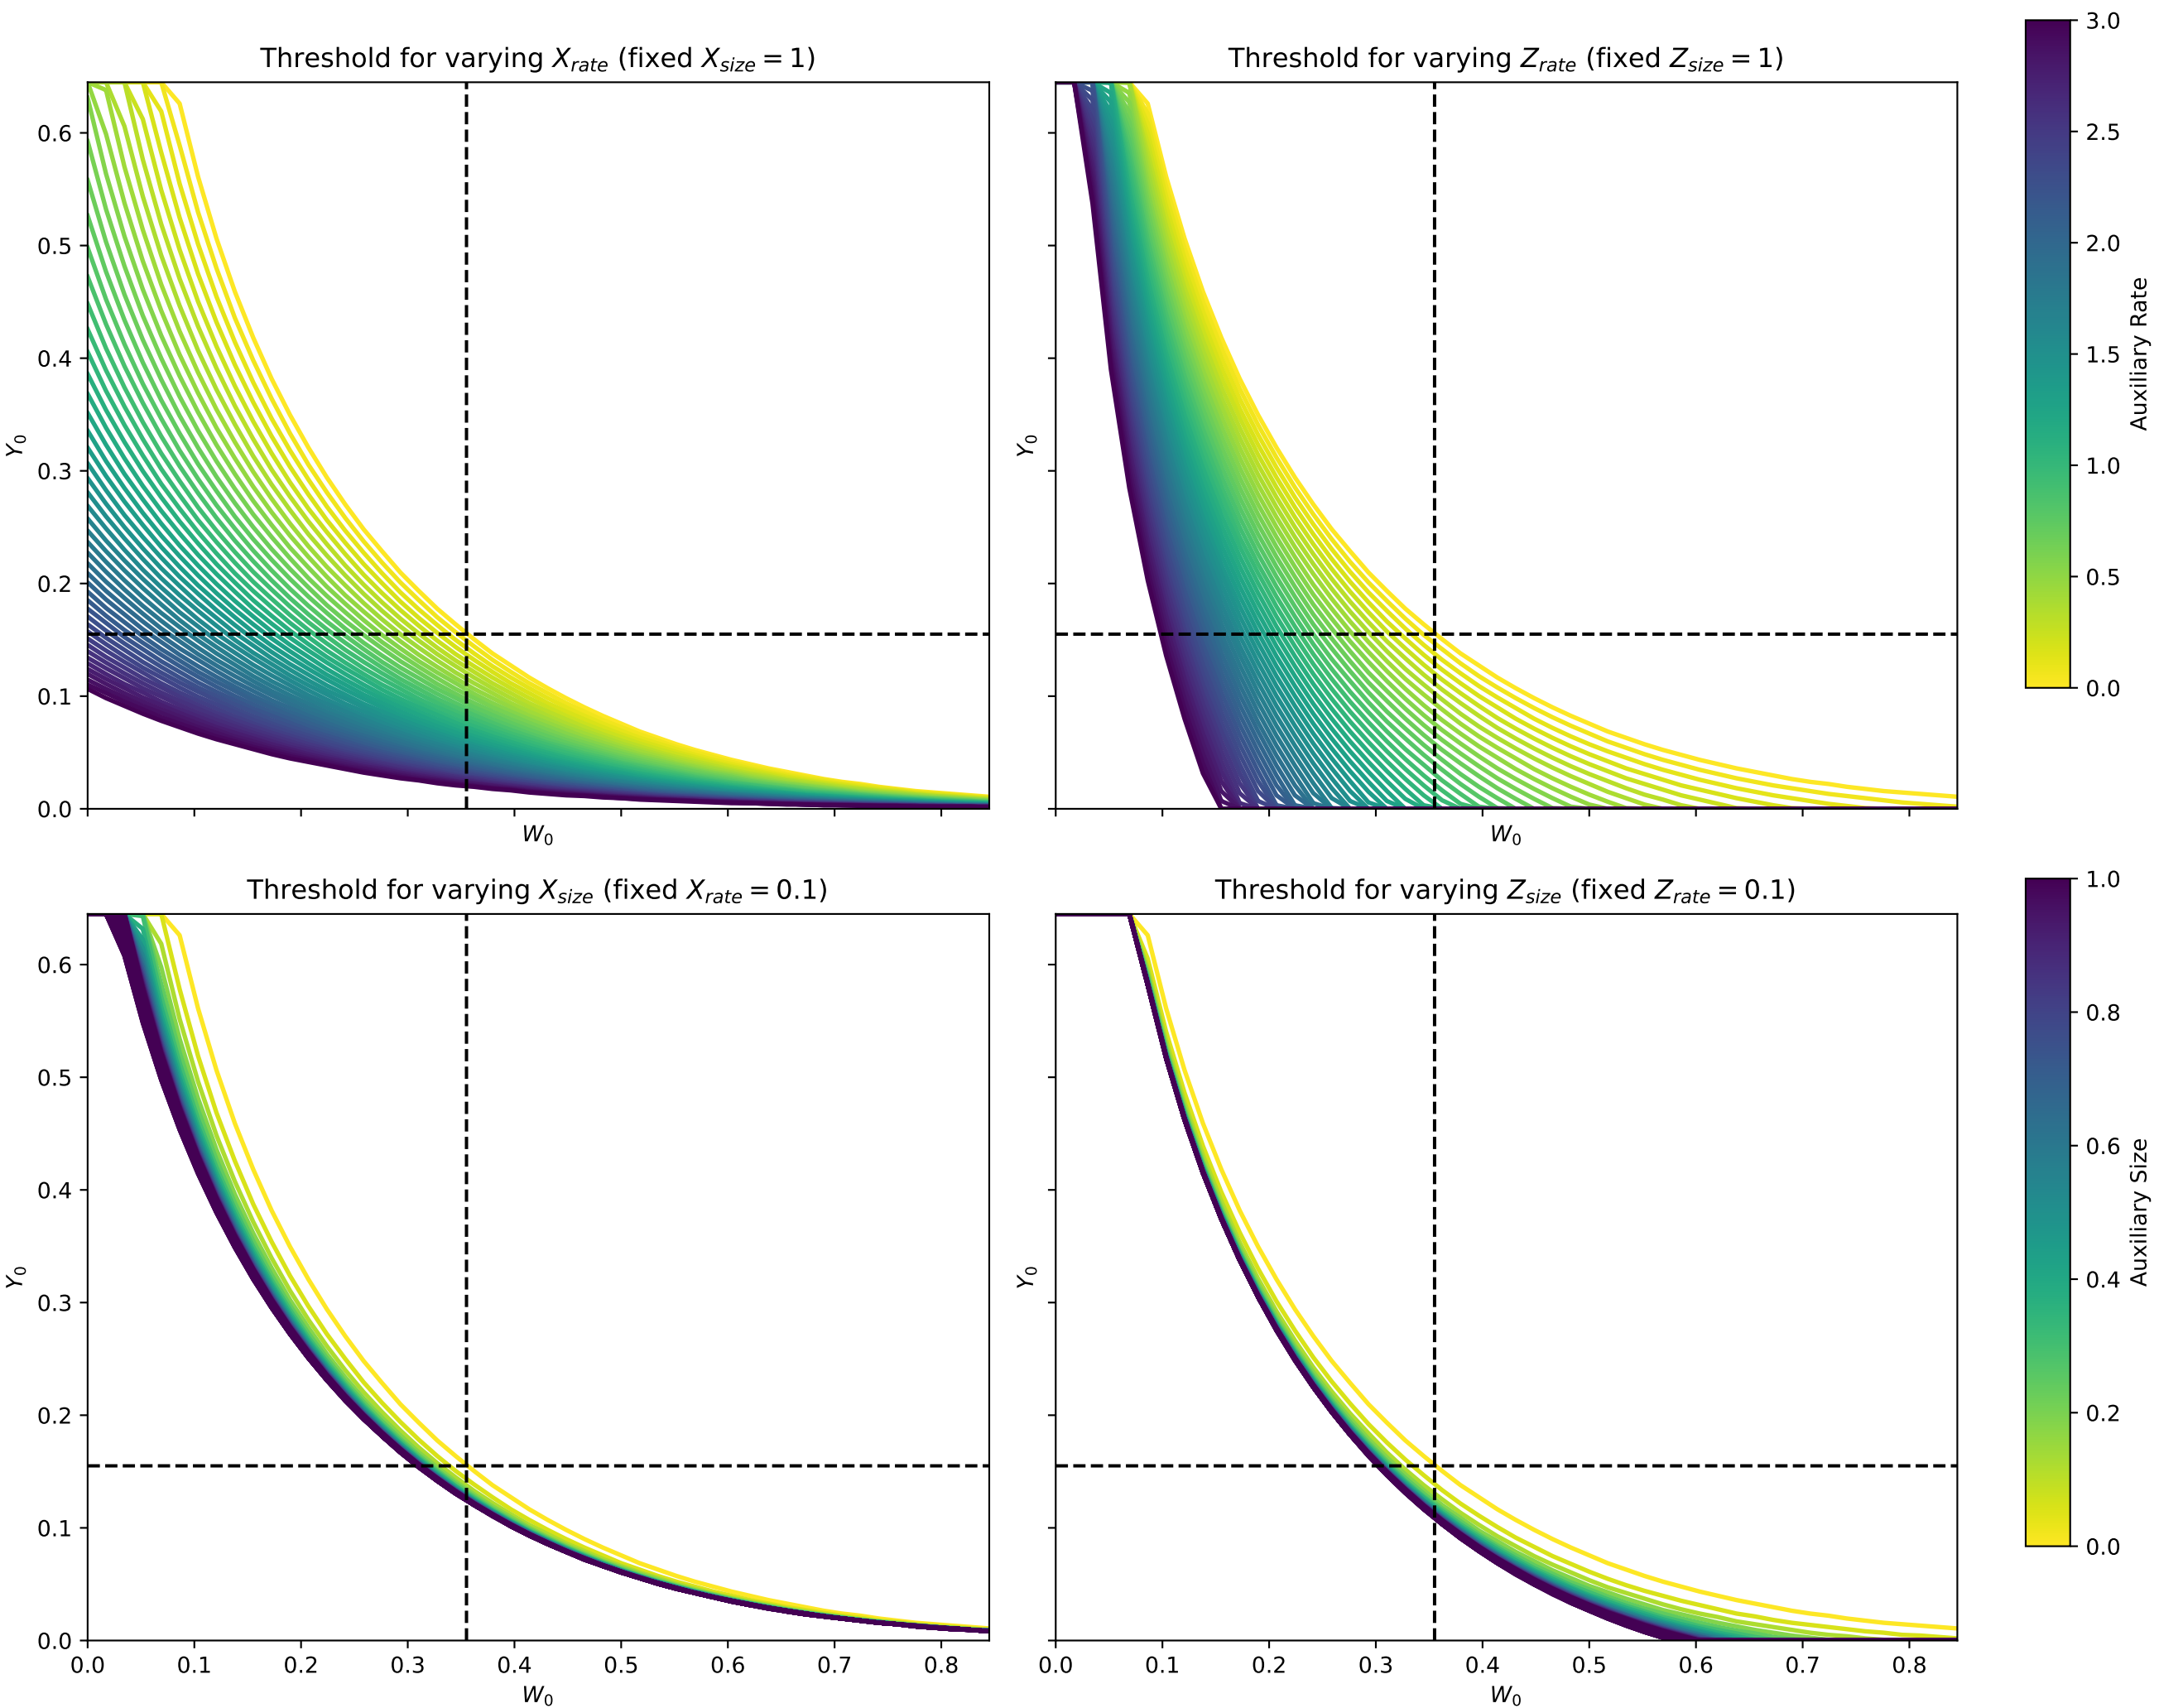 Threshold for varying X_rate (fixed X_size = 1)
0.6
0.5
0.4
0.3
0.2
0.1
0.0
Y_0
W_0
Threshold for varying Z_rate (fixed Z_size = 1)
Y_0
W_0
3.0
2.5
2.0
1.5
1.0
0.5
0.0
Auxiliary Rate
Threshold for varying X_size (fixed X_rate = 0.1)
0.6
0.5
0.4
0.3
0.2
0.1
0.0
Y_0
0.0 0.1 0.2 0.3 0.4 0.5 0.6 0.7 0.8
W_0
Threshold for varying Z_size (fixed Z_rate = 0.1)
Y_0
0.0 0.1 0.2 0.3 0.4 0.5 0.6 0.7 0.8
W_0
1.0
0.8
0.6
0.4
0.2
0.0
Auxiliary Size